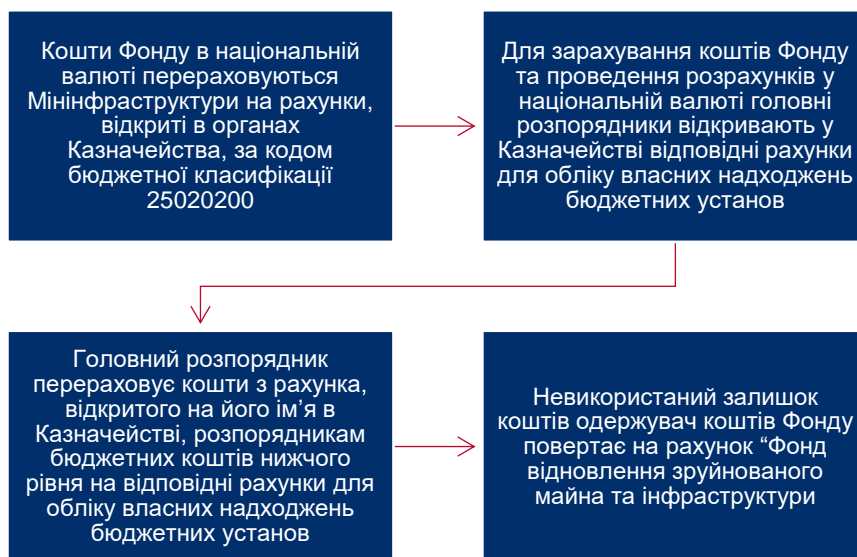 Кошти Фонду в національній
валюті перераховуються
Мінінфраструктури на рахунки,
відкриті в органах
Казначейства, за кодом
бюджетної класифікації
25020200
Для зарахування коштів Фонду
та проведення розрахунків у
національній валюті головні
розпорядники відкривають у
Казначействі відповідні рахунки
для обліку власних надходжень
бюджетних установ
Головний розпорядник
перераховує кошти з рахунка,
відкритого на його ім’я в
Казначействі, розпорядникам
бюджетних коштів нижчого
рівня на відповідні рахунки для
обліку власних надходжень
бюджетних установ
Невикористаний залишок
коштів одержувач коштів Фонду
повертає на рахунок “Фонд
відновлення зруйнованого
майна та інфраструктури